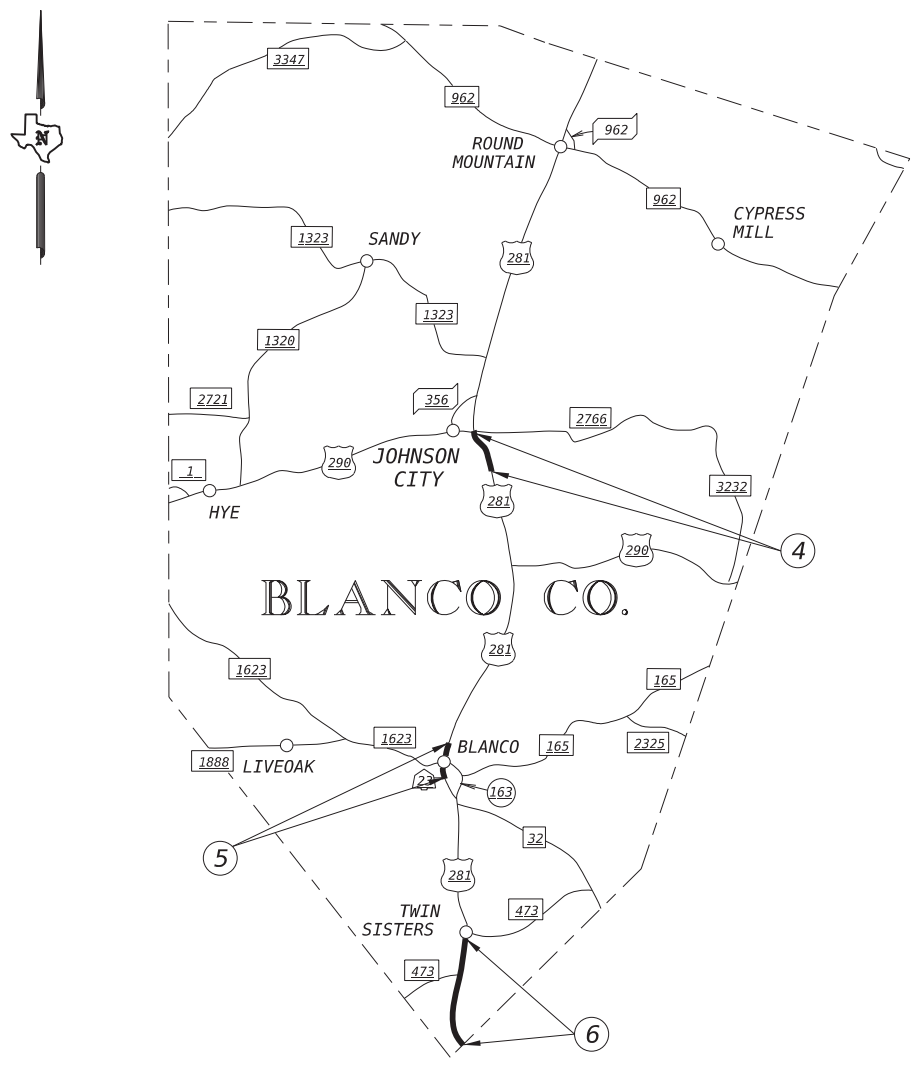 3347
962
N
962
ROUND
MOUNTAIN
962
CYPRESS
MILL
1323
SANDY
281
1323
1320
2721
356
2766
JOHNSON
CITY
290
1
3232
HYE
281
290
4
BLANCO CO.
281
1623
165
1623
BLANCO
165
2325
1888
LIVEOAK
23
163
5
32
281
TWIN
SISTERS
473
473
6